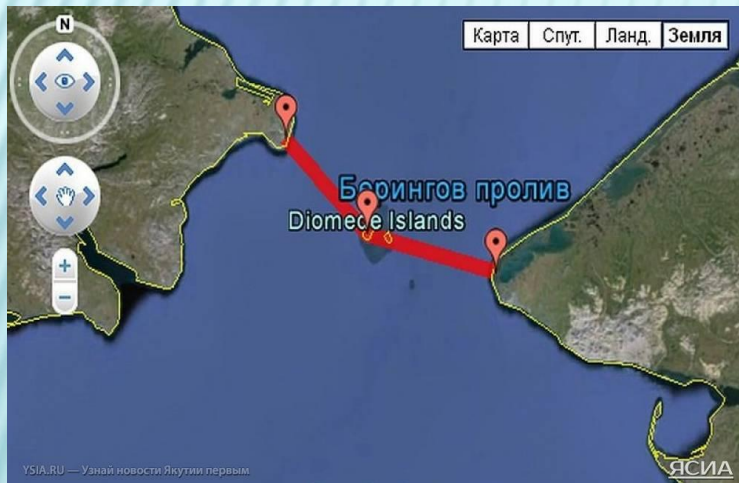 N
Карта Спут. Ланд. Земля
Берингов пролив
Diomede Islands
YSIA.RU — Узнай новости Якутии первым
ЯСИА